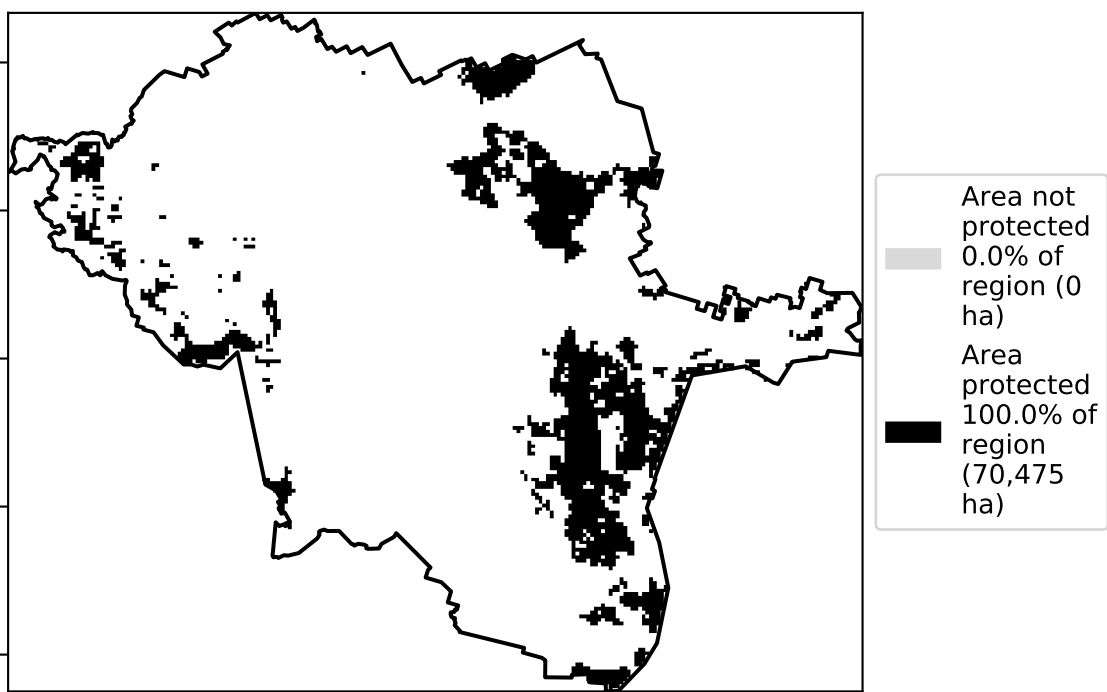 Area not
protected
0.0% of
region (0
ha)
Area
protected
100.0% of
region
(70,475
ha)